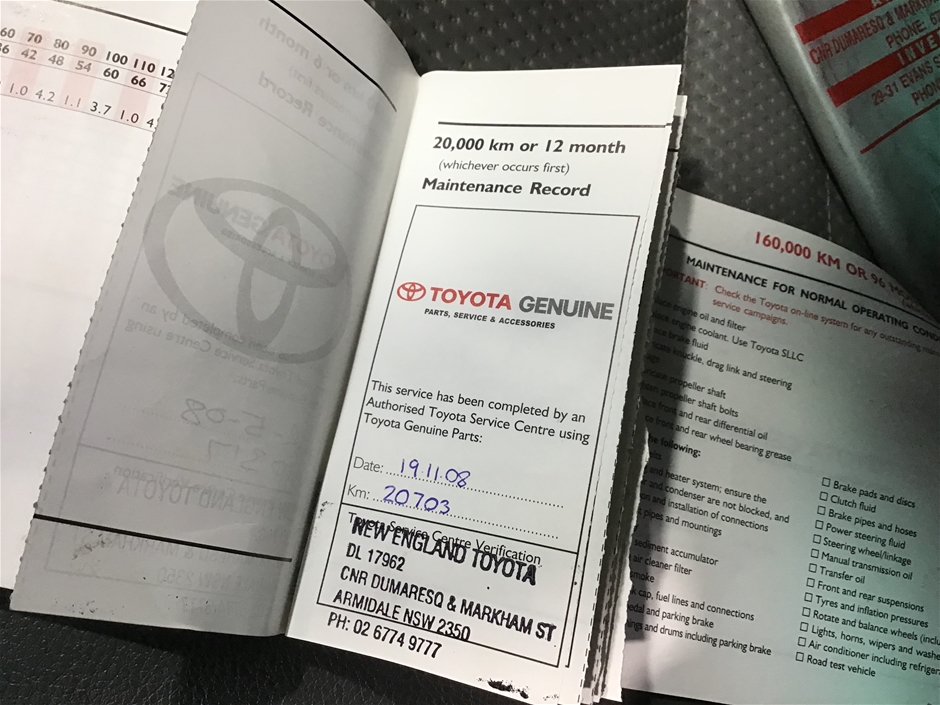 60 70 80 90 100 110 12
36 42 48 54 60 66 7
1.0 4.2 1.1 3.7 1.0 4.
20,000 km or 12 month
(whichever occurs first)
Maintenance Record
TOYOTA GENUINE
PARTS, SERVICE & ACCESSORIES
This service has been completed by an
Authorised Toyota Service Centre using
Toyota Genuine Parts:
Date: 19.11.08
Km: 20703
Toyota Service Centre Verification
NEW ENGLAND TOYOTA
DL 17962
CNR DUMARESQ & MARKHAM ST
ARMIDALE NSW 2350
PH: 02 6774 9777
CNR DUMARESQ & MARKHA
PHONE: 67
INVE
29-31 EVANS S
PHON
160,000 KM OR 96 MO
MAINTENANCE FOR NORMAL OPERATING COND
RTANT: Check the Toyota on-line system for any outstanding
service campaigns.
engine oil and filter
engine coolant. Use Toyota SLLC
brake fluid
knuckle, drag link and steering
propeller shaft
propeller shaft bolts
front and rear differential oil
front and rear wheel bearing grease
following:
and heater system; ensure the
and condenser are not blocked, and
and installation of connections
pipes and mountings
sediment accumulator
air cleaner filter
smoke
cap, fuel lines and connections
pedal and parking brake
and drums including parking brake
Brake pads and discs
Clutch fluid
Brake pipes and hoses
Power steering fluid
Steering wheel/linkage
Manual transmission oil
Transfer oil
Front and rear suspensions
Tyres and inflation pressures
Rotate and balance wheels (inclu
Lights, horns, wipers and washe
Air conditioner including refriger
Road test vehicle